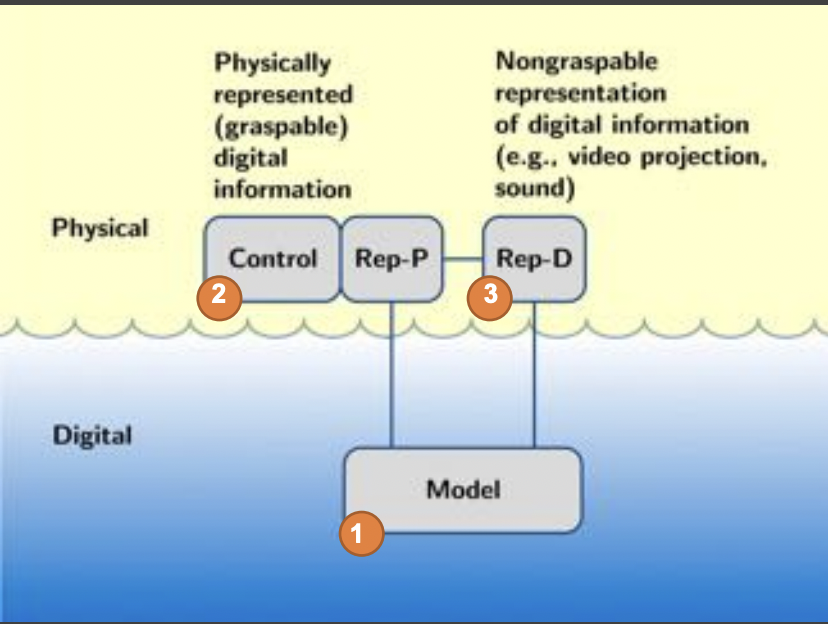 Physically
represented
(graspable)
digital
information
Nongraspable
representation
of digital information
(e.g., video projection,
sound)
Physical
Control
Rep-P
Rep-D
2
3
Digital
Model
1